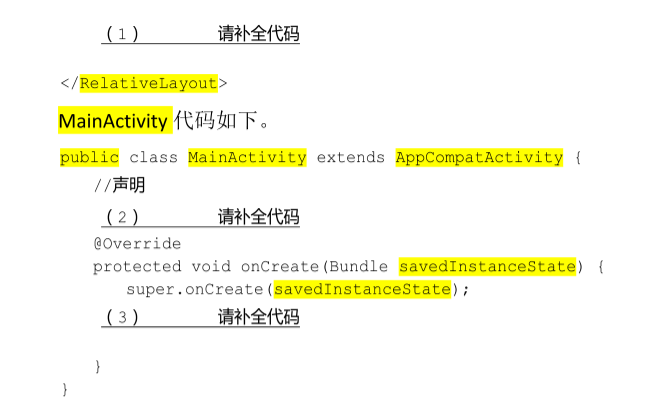 （1） 请补全代码
</RelativeLayout>
MainActivity 代码如下。
public class MainActivity extends AppCompatActivity {
//声明
（2） 请补全代码
@Override
protected void onCreate(Bundle savedInstanceState) {
super.onCreate(savedInstanceState);
（3） 请补全代码
}
}